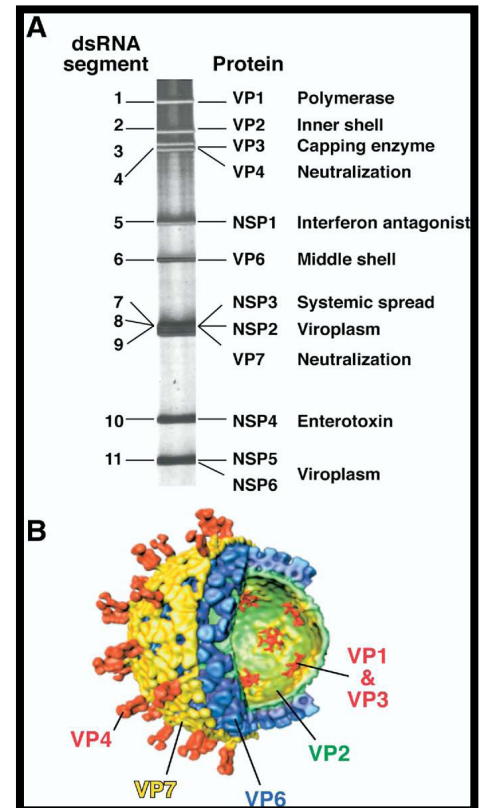 A
dsRNA
segment Protein
1 VP1 Polymerase
2 VP2 Inner shell
3 VP3 Capping enzyme
4 VP4 Neutralization
5 NSP1 Interferon antagonist
6 VP6 Middle shell
7 NSP3 Systemic spread
8 NSP2 Viroplasm
9 VP7 Neutralization
10 NSP4 Enterotoxin
11 NSP5
Viroplasm
NSP6
B
VP1
&
VP3
VP4
VP2
VP7
VP6